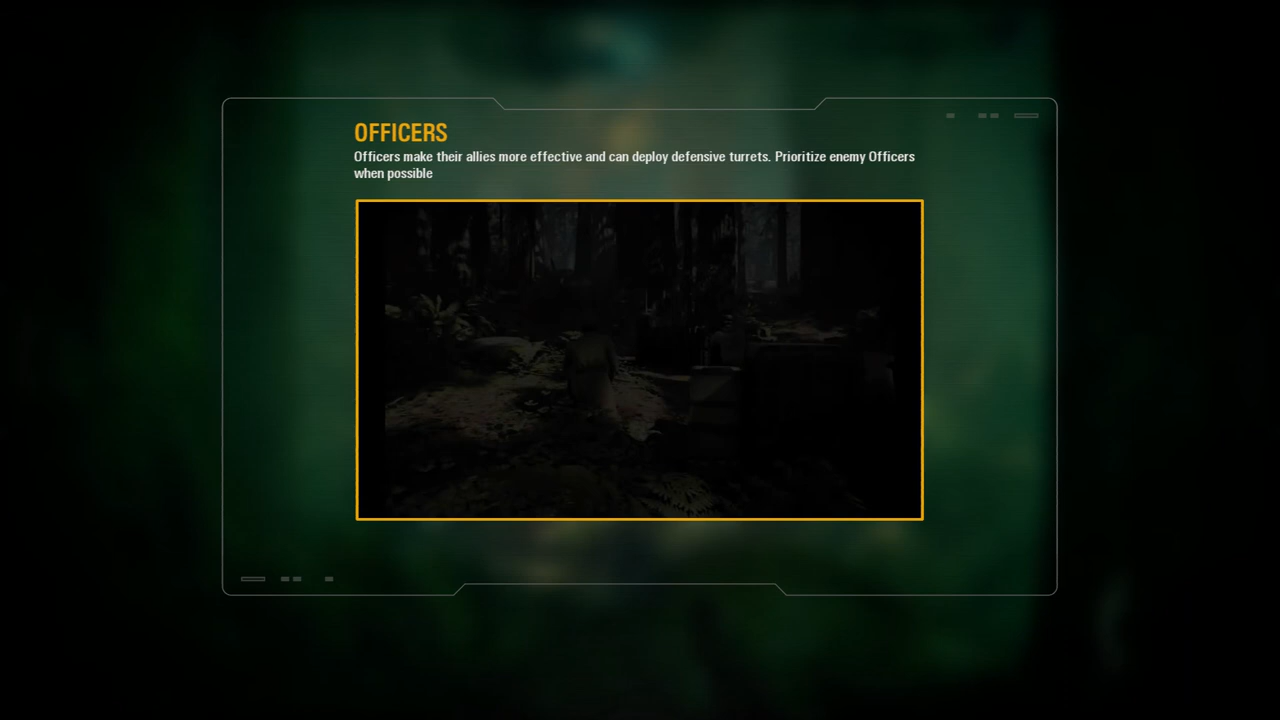 OFFICERS
Officers make their allies more effective and can deploy defensive turrets. Prioritize enemy Officers
when possible